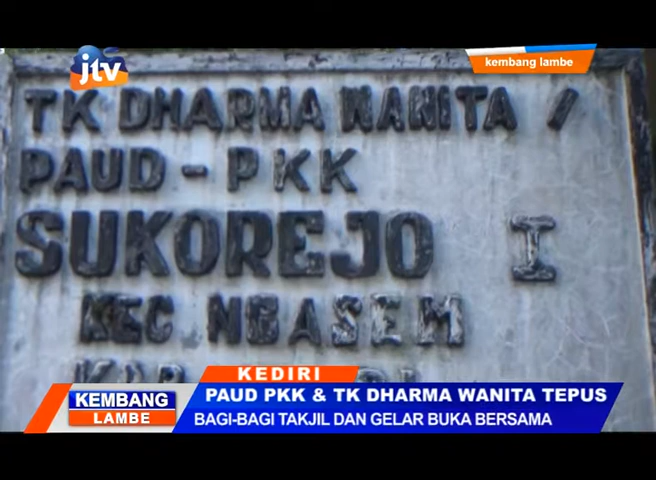 jtv
kembang lambe
TK DHARMA WANITA /
PAUD - PKK
SUKOREJO I
KEC NGASEM
KEDIRI
KEMBANG
LAMBE
PAUD PKK & TK DHARMA WANITA TEPUS
BAGI-BAGI TAKJIL DAN GELAR BUKA BERSAMA